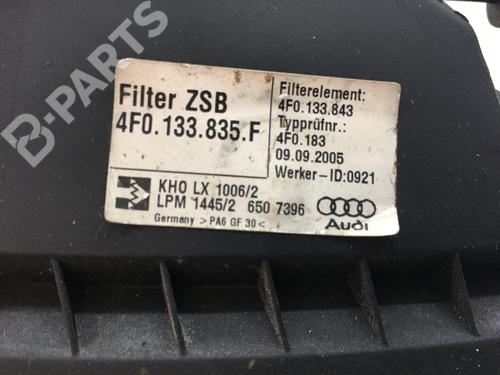 B-PARTS
Filter ZSB
4F0.133.835.F
Filterelement:
4F0.133.843
Typprüfnr.:
4F0.183
09.09.2005
Werker-ID:0921
KHO LX 1006/2
LPM 1445/2 650 7396
Germany >PA6 GF 30<
Audi